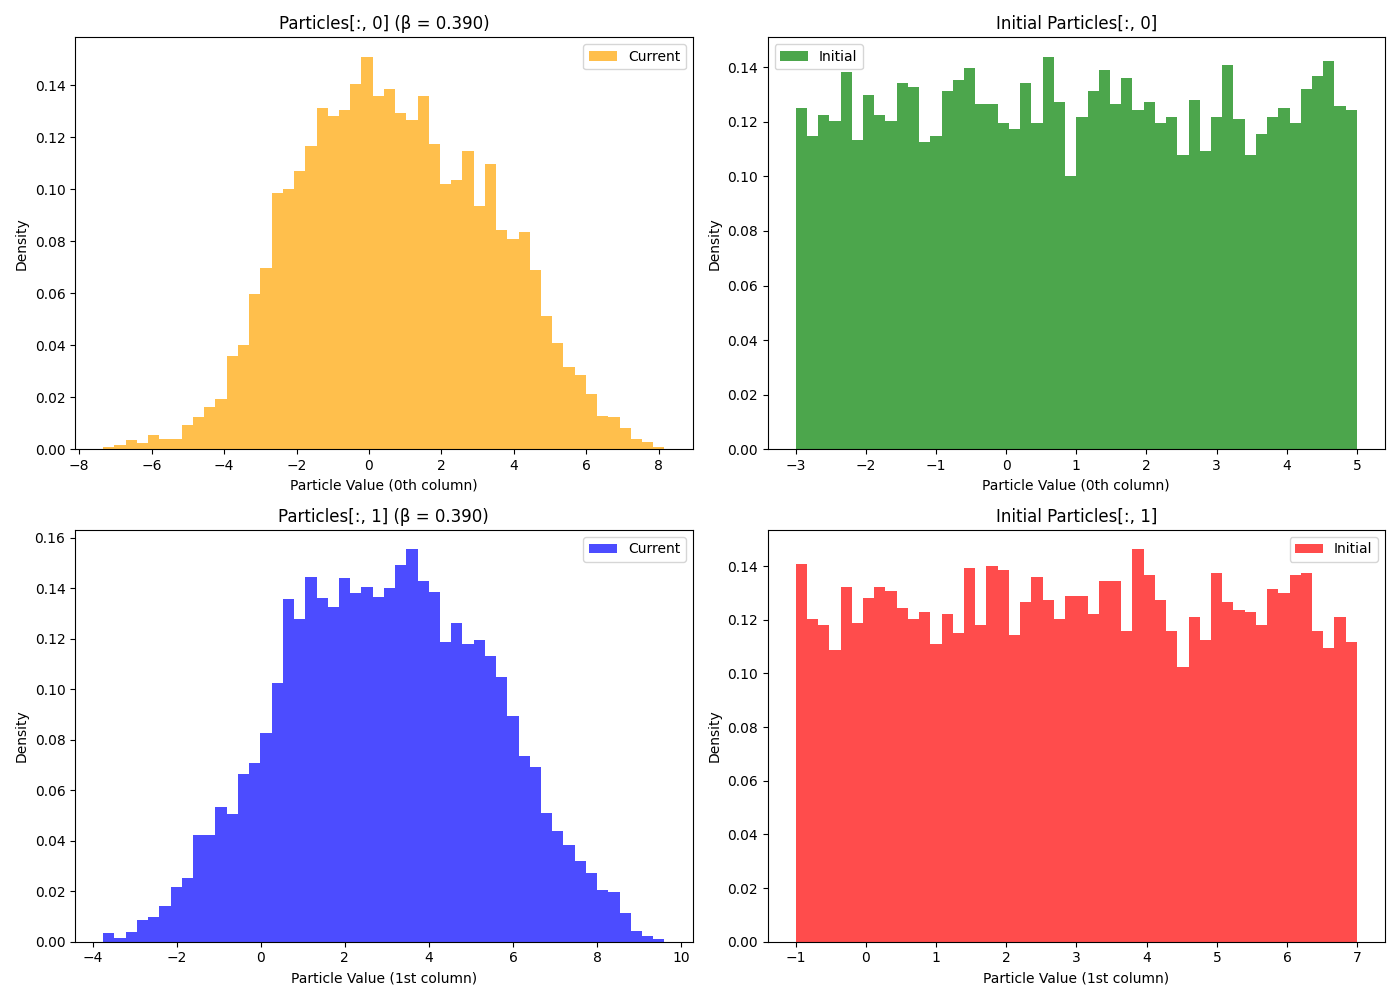 Particles[:, 0] (β = 0.390)
Current
0.14
0.12
0.10
0.08
0.06
0.04
0.02
0.00
Density
−8 −6 −4 −2 0 2 4 6 8
Particle Value (0th column)
Initial Particles[:, 0]
Initial
0.14
0.12
0.10
0.08
0.06
0.04
0.02
0.00
Density
−3 −2 −1 0 1 2 3 4 5
Particle Value (0th column)
Particles[:, 1] (β = 0.390)
Current
0.16
0.14
0.12
0.10
0.08
0.06
0.04
0.02
0.00
Density
−4 −2 0 2 4 6 8 10
Particle Value (1st column)
Initial Particles[:, 1]
Initial
0.14
0.12
0.10
0.08
0.06
0.04
0.02
0.00
Density
−1 0 1 2 3 4 5 6 7
Particle Value (1st column)